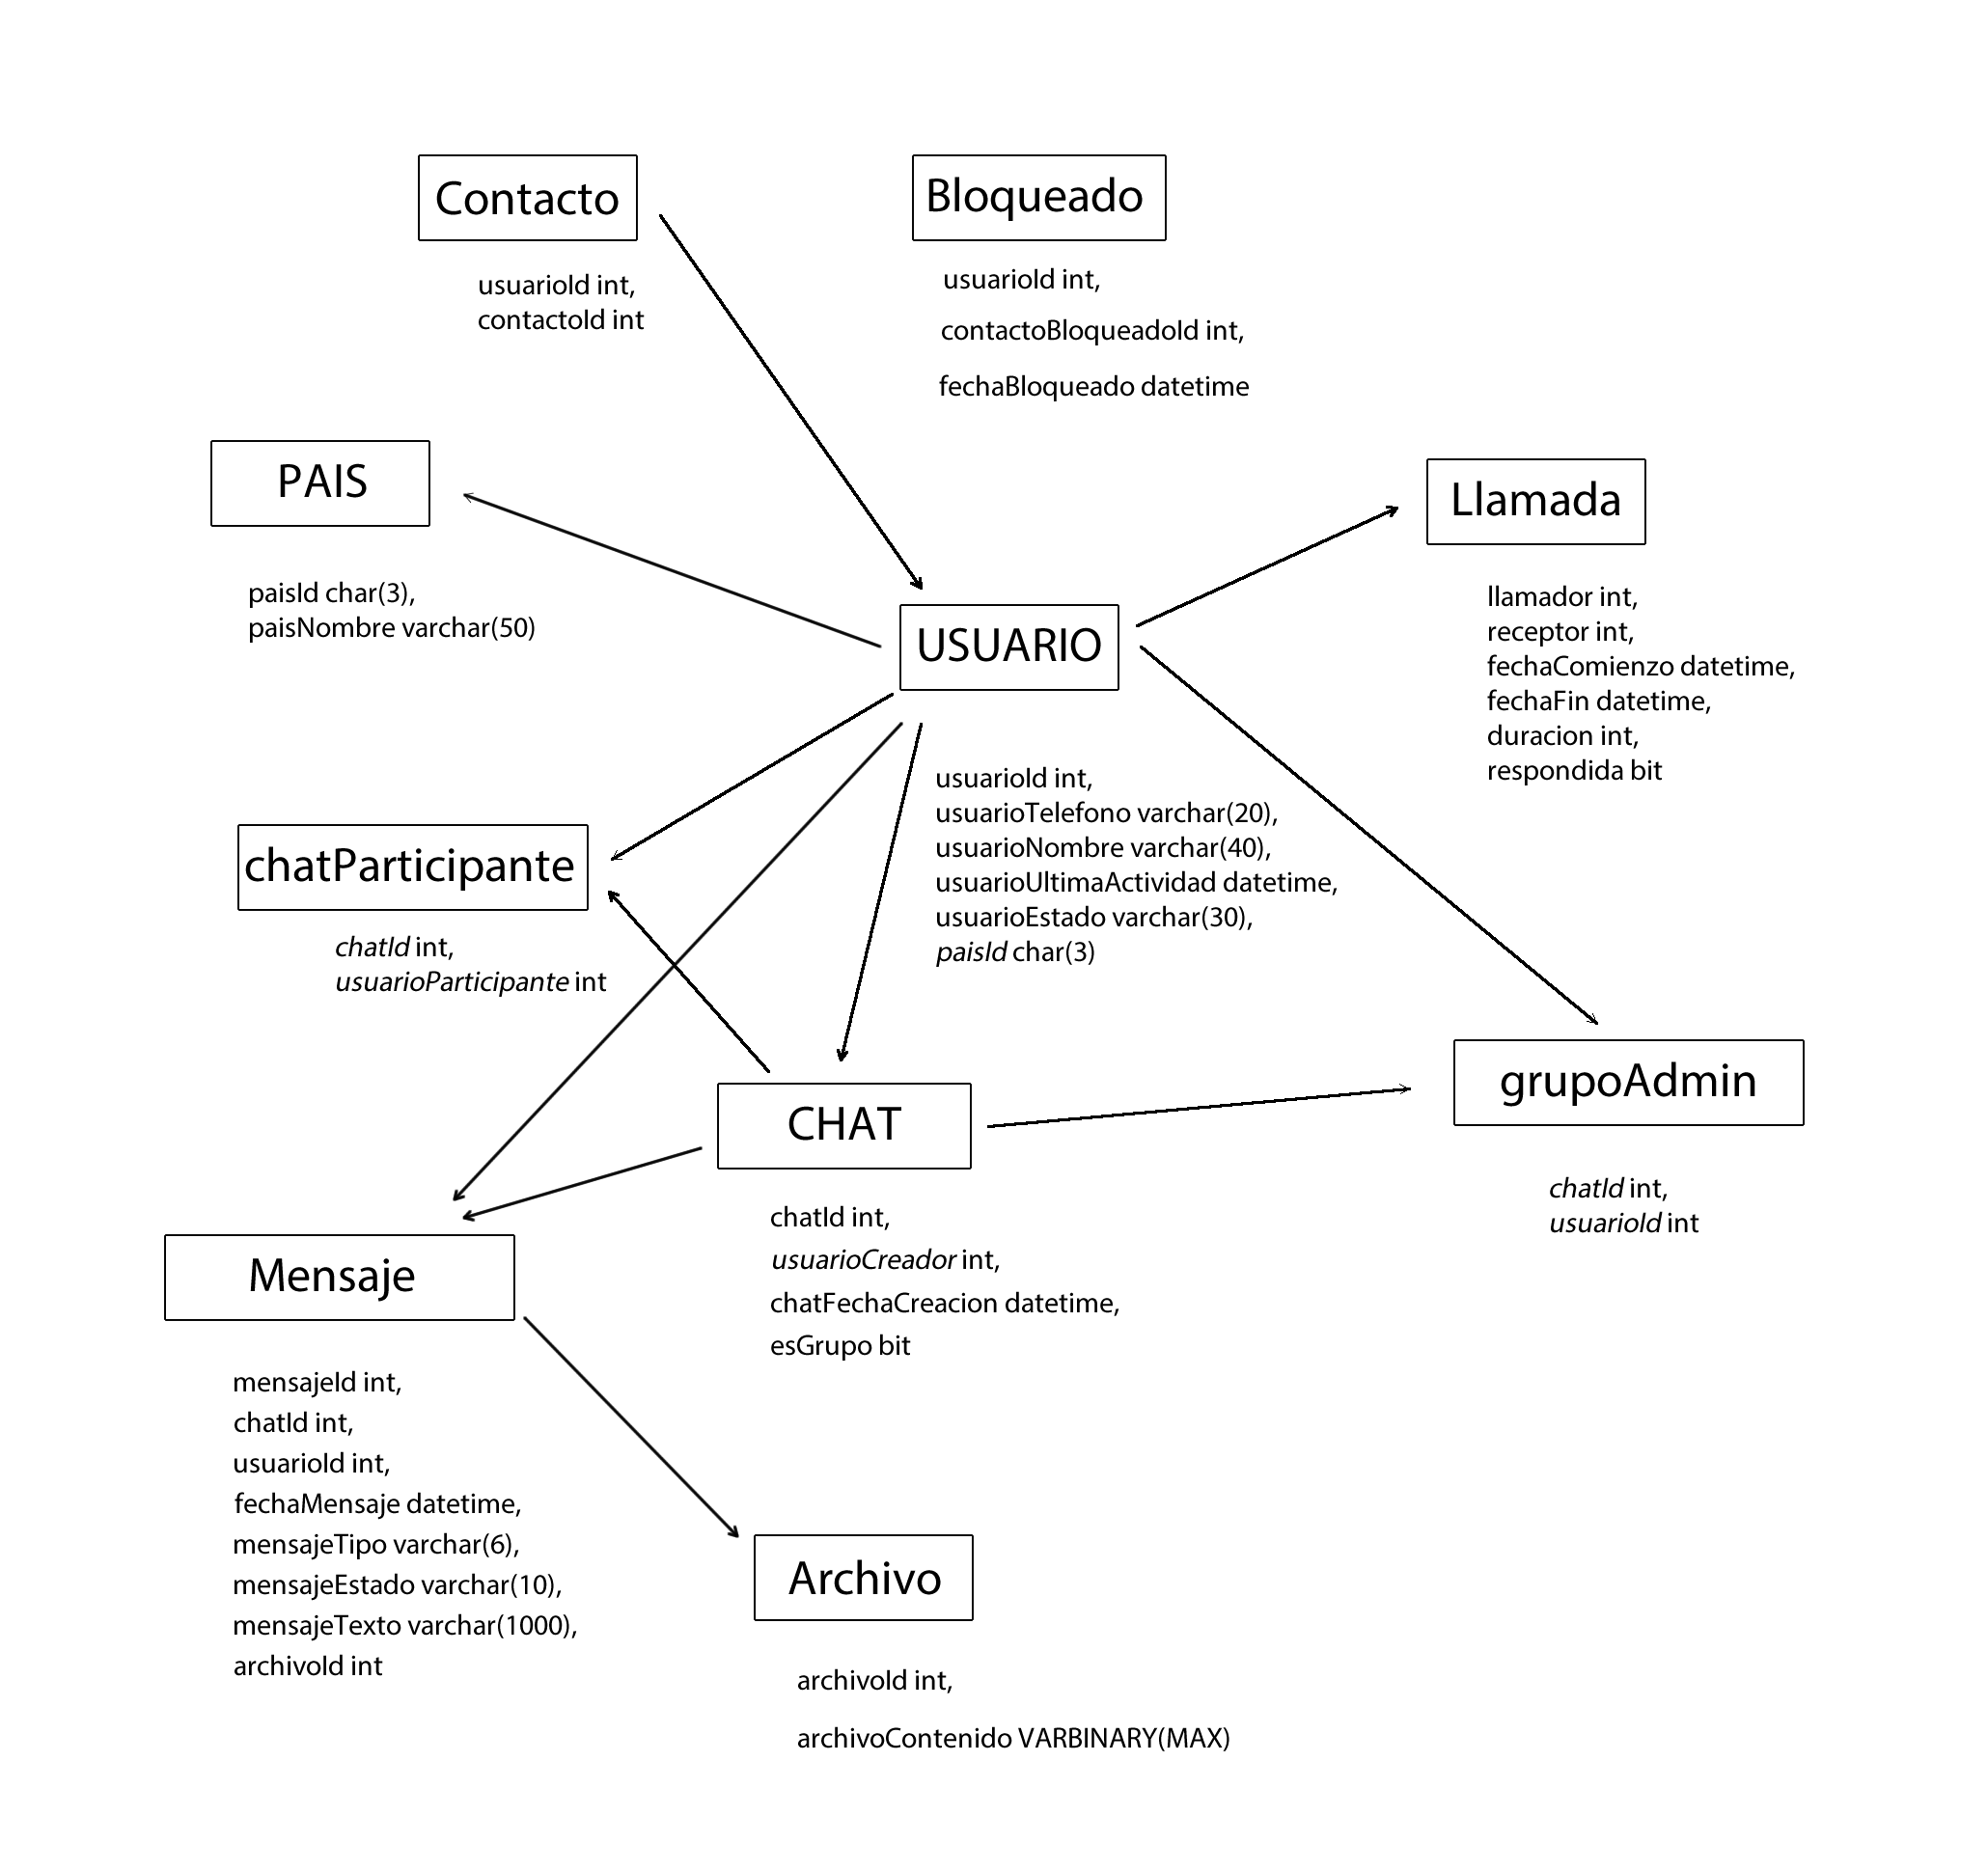 Contacto
usuarioId int,
contactoId int
Bloqueado
usuarioId int,
contactoBloqueadoId int,
fechaBloqueado datetime
PAIS
paisId char(3),
paisNombre varchar(50)
Llamada
llamador int,
receptor int,
fechaComienzo datetime,
fechaFin datetime,
duracion int,
respondida bit
USUARIO
usuarioId int,
usuarioTelefono varchar(20),
usuarioNombre varchar(40),
usuarioUltimaActividad datetime,
usuarioEstado varchar(30),
paisId char(3)
chatParticipante
chatId int,
usuarioParticipante int
CHAT
chatId int,
usuarioCreador int,
chatFechaCreacion datetime,
esGrupo bit
grupoAdmin
chatId int,
usuarioId int
Mensaje
mensajeId int,
chatId int,
usuarioId int,
fechaMensaje datetime,
mensajeTipo varchar(6),
mensajeEstado varchar(10),
mensajeTexto varchar(1000),
archivoId int
Archivo
archivoId int,
archivoContenido VARBINARY(MAX)